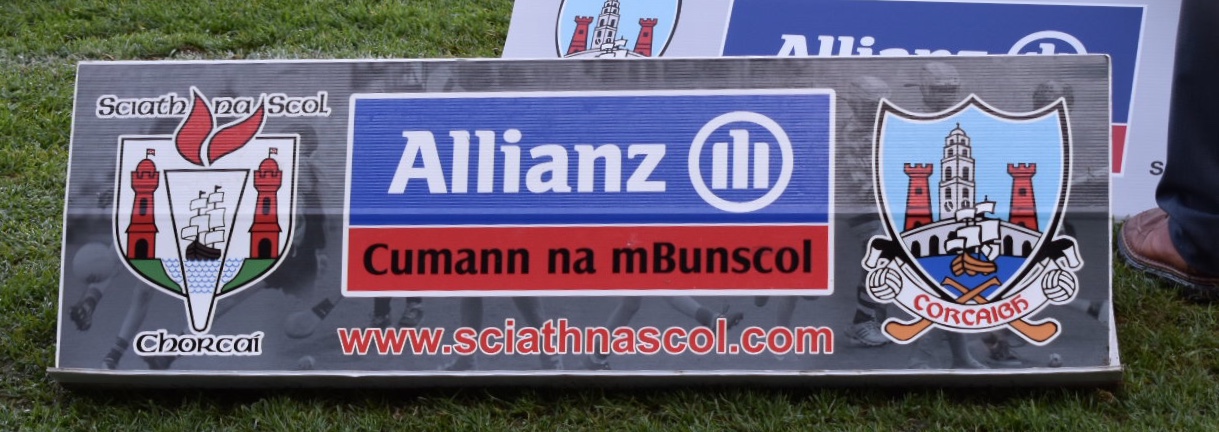 Allianz
Sciath na Scol
Chorcaí
Allianz
Cumann na mBunscol
www.sciathnascol.com
CORCAIGH
S